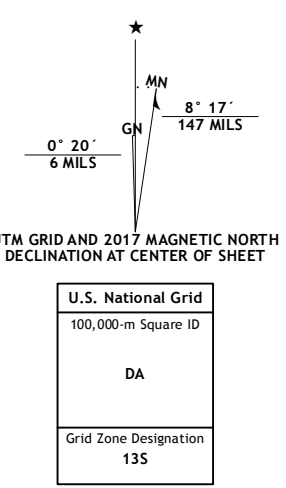 MN
8° 17´
147 MILS
GN
0° 20´
6 MILS
UTM GRID AND 2017 MAGNETIC NORTH
DECLINATION AT CENTER OF SHEET
U.S. National Grid
100,000-m Square ID
DA
Grid Zone Designation
13S